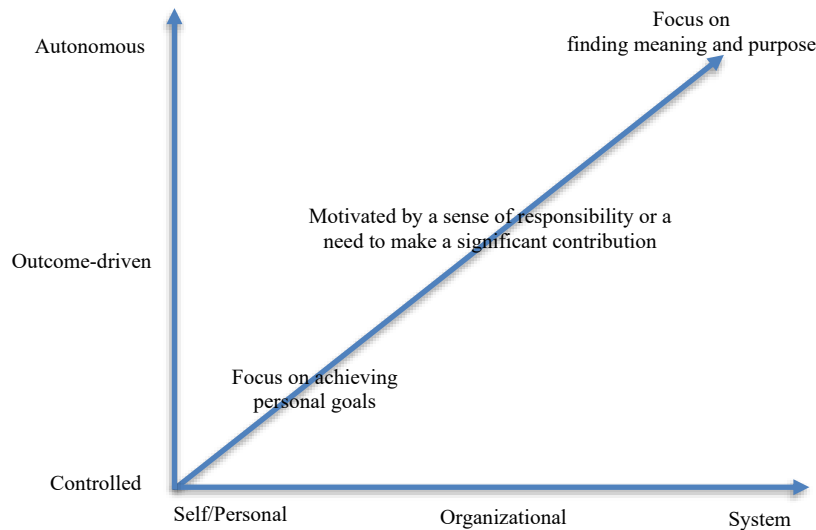 Focus on
finding meaning and purpose
Autonomous
Motivated by a sense of responsibility or a
need to make a significant contribution
Outcome-driven
Focus on achieving
personal goals
Controlled
Self/Personal
Organizational
System